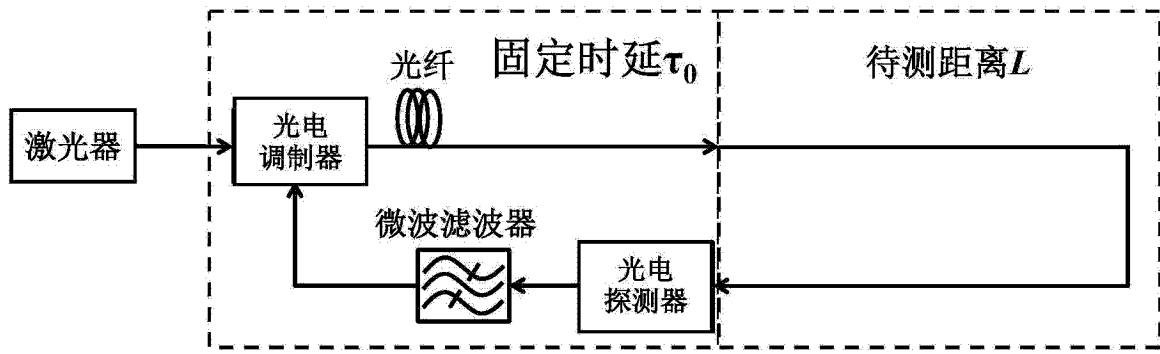 固定时延τ0
待测距离L
光纤
激光器
光电
调制器
微波滤波器
光电
探测器